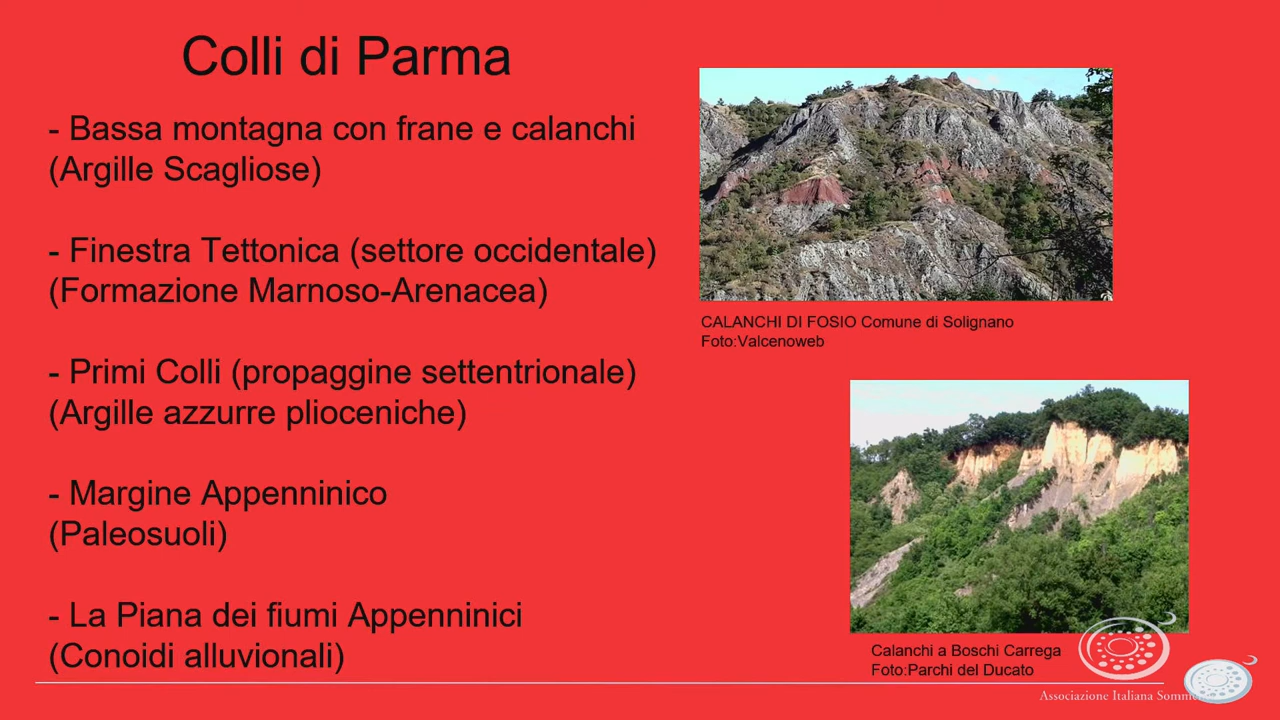 Colli di Parma
- Bassa montagna con frane e calanchi
(Argille Scagliose)
- Finestra Tettonica (settore occidentale)
(Formazione Marnoso-Arenacea)
- Primi Colli (propaggine settentrionale)
(Argille azzurre plioceniche)
- Margine Appenninico
(Paleosuoli)
- La Piana dei fiumi Appenninici
(Conoidi alluvionali)
CALANCHI DI FOSIO Comune di Solignano
Foto:Valcenoweb
Calanchi a Boschi Carrega
Foto:Parchi del Ducato
Associazione Italiana